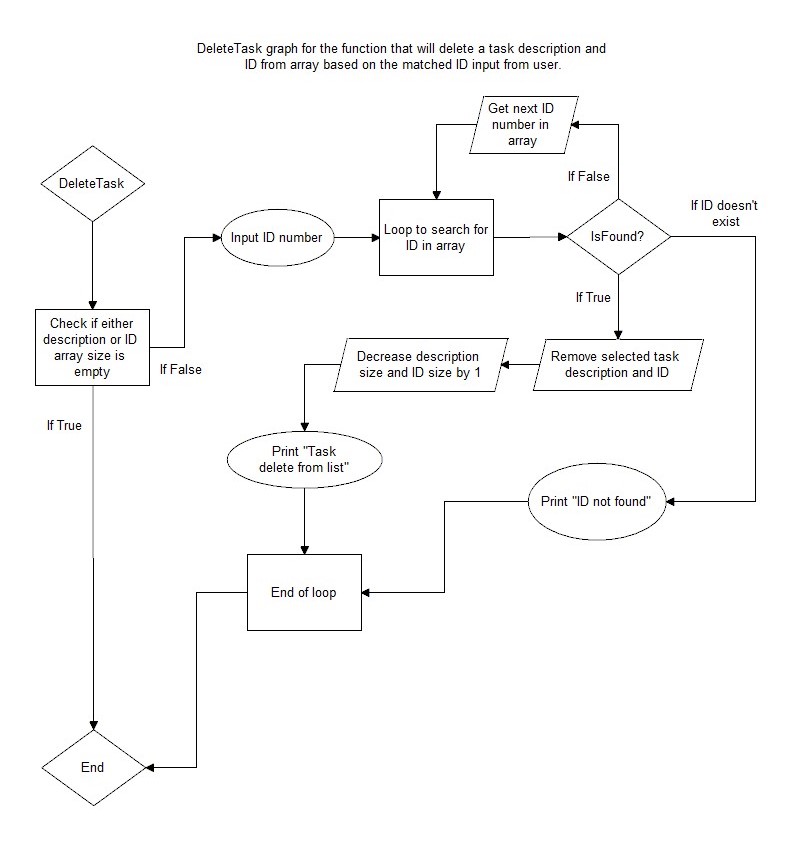 DeleteTask graph for the function that will delete a task description and
ID from array based on the matched ID input from user.
Get next ID
number in
array
If False
DeleteTask
If ID doesn't
exist
Input ID number
Loop to search for
ID in array
IsFound?
If True
Check if either
description or ID
array size is
empty
If False
Decrease description
size and ID size by 1
Remove selected task
description and ID
If True
Print "Task
delete from list"
Print "ID not found"
End of loop
End